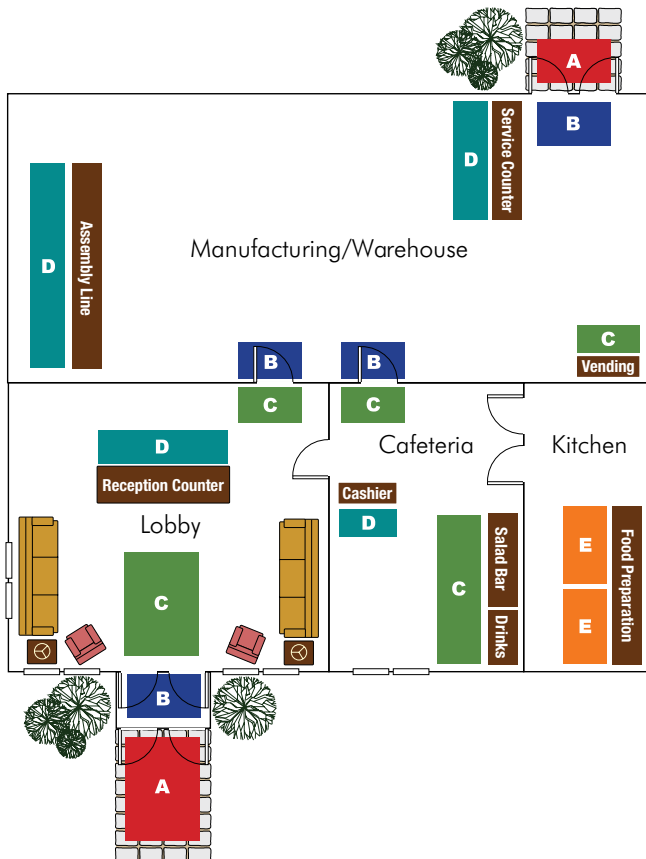 A
B
D
Service Counter
D
Assembly Line
Manufacturing/Warehouse
C
Vending
B
B
C
C
D
Reception Counter
Lobby
Cafeteria
Kitchen
Cashier
D
C
Salad Bar
Drinks
E
E
Food Preparation
C
B
A